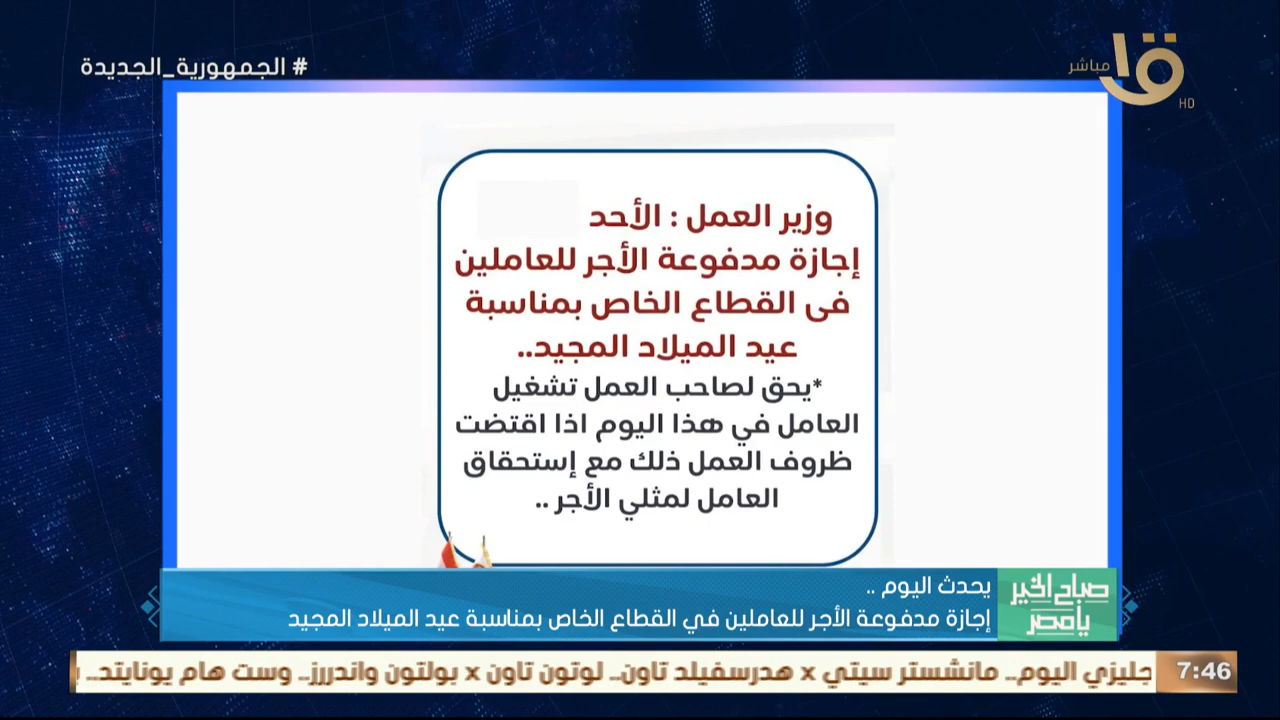 # الجمهورية_الجديدة
مباشر
HD
وزير العمل : الأحد
إجازة مدفوعة الأجر للعاملين
فى القطاع الخاص بمناسبة
عيد الميلاد المجيد..
*يحق لصاحب العمل تشغيل
العامل في هذا اليوم اذا اقتضت
ظروف العمل ذلك مع إستحقاق
العامل لمثلي الأجر ..
يحدث اليوم ..
إجازة مدفوعة الأجر للعاملين في القطاع الخاص بمناسبة عيد الميلاد المجيد
صباح الخير
يا مصر
7:46
جليزي اليوم.. مانشستر سيتي x هدرسفيلد تاون.. لوتون تاون x بولتون واندررز.. وست هام يونايتد..